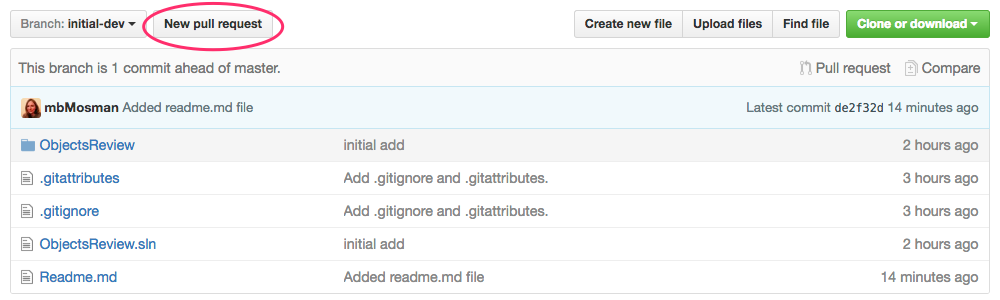 Branch: initial-dev New pull request Create new file Upload files Find file Clone or download
This branch is 1 commit ahead of master. Pull request Compare
mbMosman Added readme.md file Latest commit de2f32d 14 minutes ago
ObjectsReview initial add 2 hours ago
.gitattributes Add .gitignore and .gitattributes. 3 hours ago
.gitignore Add .gitignore and .gitattributes. 3 hours ago
ObjectsReview.sln initial add 2 hours ago
Readme.md Added readme.md file 14 minutes ago